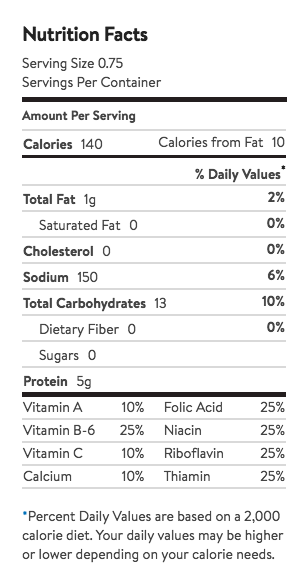 Nutrition Facts
Serving Size 0.75
Servings Per Container
Amount Per Serving
Calories 140 Calories from Fat 10
% Daily Values*
Total Fat 1g 2%
Saturated Fat 0 0%
Cholesterol 0 0%
Sodium 150 6%
Total Carbohydrates 13 10%
Dietary Fiber 0 0%
Sugars 0
Protein 5g
Vitamin A 10% Folic Acid 25%
Vitamin B-6 25% Niacin 25%
Vitamin C 10% Riboflavin 25%
Calcium 10% Thiamin 25%
*Percent Daily Values are based on a 2,000
calorie diet. Your daily values may be higher
or lower depending on your calorie needs.